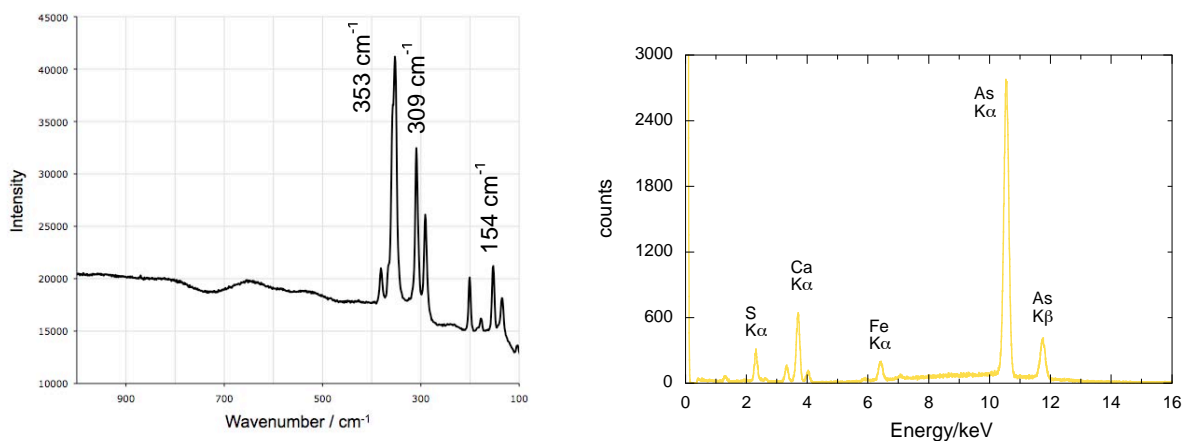 45000
40000
35000
30000
25000
20000
15000
10000
Intensity
353 cm⁻¹
309 cm⁻¹
154 cm⁻¹
900
700
500
300
100
Wavenumber / cm⁻¹
3000
2400
1800
1200
600
0
counts
S
Kα
Ca
Kα
Fe
Kα
As
Kα
As
Kβ
0
2
4
6
8
10
12
14
16
Energy/keV